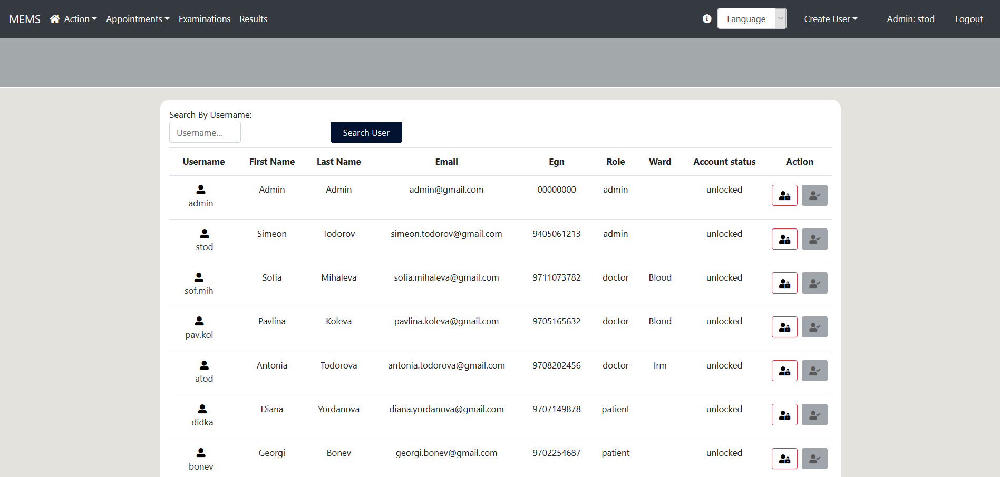 MEMS Action Appointments Examinations Results Language Create User Admin: stod Logout
Search By Username:
Username... Search User
Username First Name Last Name Email Egn Role Ward Account status Action
Admin Admin admin@gmail.com 00000000 admin unlocked
admin
Simeon Todorov simeon.todorov@gmail.com 9405061213 admin unlocked
stod
Sofia Mihaleva sofia.mihaleva@gmail.com 9711073782 doctor Blood unlocked
sof.mih
Pavlina Koleva pavlina.koleva@gmail.com 9705165632 doctor Blood unlocked
pav.kol
Antonia Todorova antonia.todorova@gmail.com 9708202456 doctor Irm unlocked
atod
Diana Yordanova diana.yordanova@gmail.com 9707149878 patient unlocked
didka
Georgi Bonev georgi.bonev@gmail.com 9702254687 patient unlocked
bonev